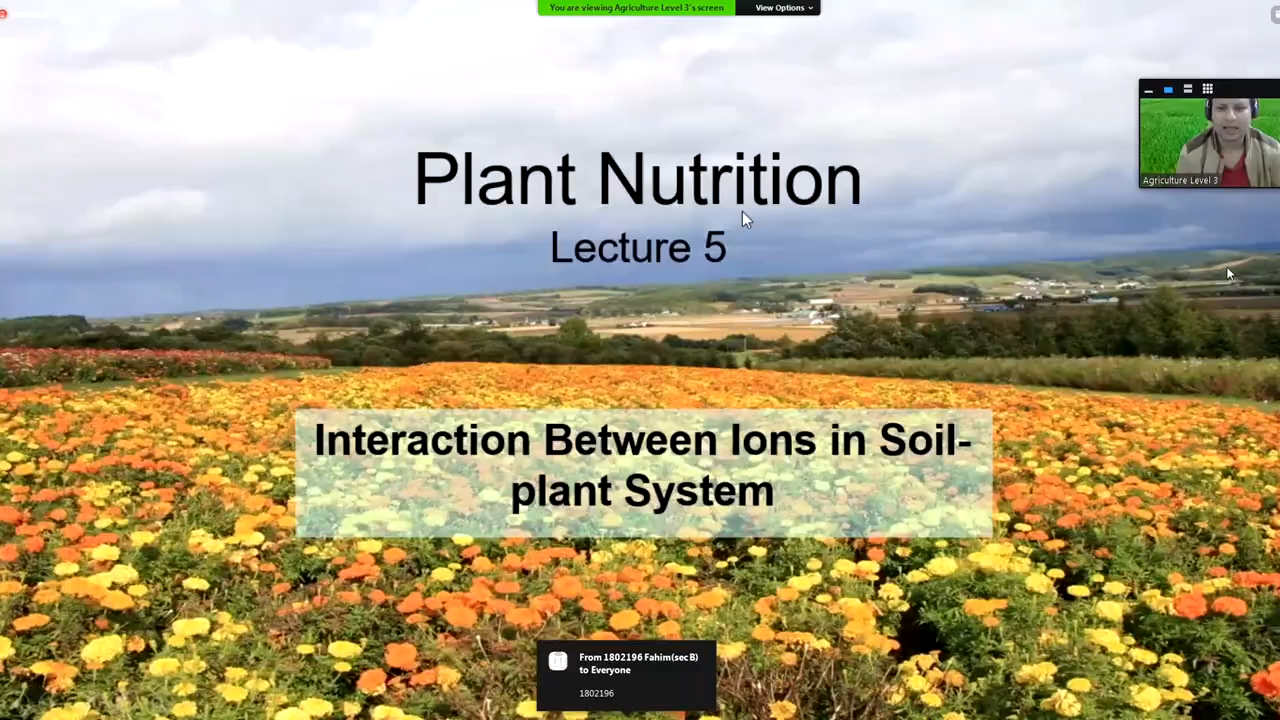 You are viewing Agriculture Level 3's screen
View Options
Plant Nutrition
Lecture 5
Agriculture Level 3
Interaction Between Ions in Soil-
plant System
From 1802196 Fahim(sec B)
to Everyone
1802196